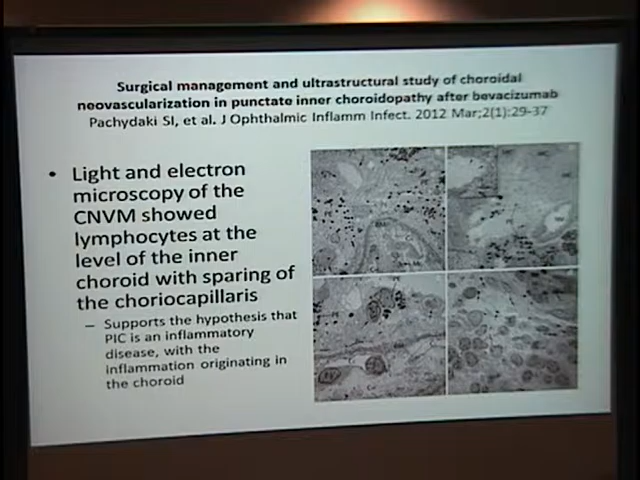 Surgical management and ultrastructural study of choroidal
neovascularization in punctate inner choroidopathy after bevacizumab
Pachydaki SI, et al. J Ophthalmic Inflamm Infect. 2012 Mar;2(1):29-37
• Light and electron
microscopy of the
CNVM showed
lymphocytes at the
level of the inner
choroid with sparing of
the choriocapillaris
– Supports the hypothesis that
PIC is an inflammatory
disease, with the
inflammation originating in
the choroid